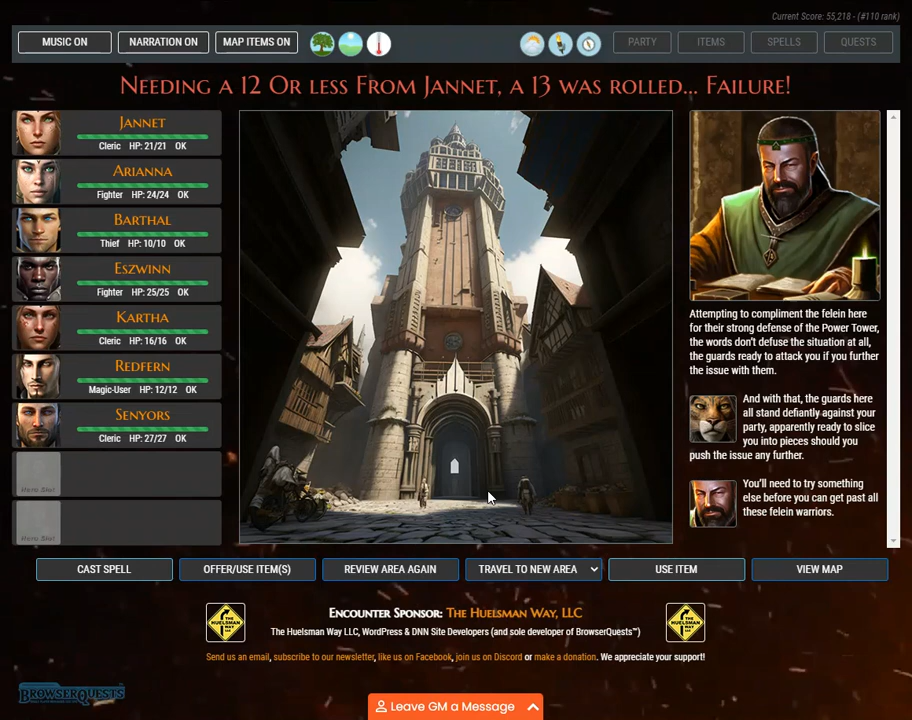 Current Score: 55,218 - (#110 rank)
MUSIC ON
NARRATION ON
MAP ITEMS ON
PARTY
ITEMS
SPELLS
QUESTS
Needing a 12 Or less From Jannet, a 13 was rolled... Failure!
Jannet
Cleric HP: 21/21 OK
Arianna
Fighter HP: 24/24 OK
Barthal
Thief HP: 10/10 OK
Eszwinn
Fighter HP: 25/25 OK
Kartha
Cleric HP: 16/16 OK
Redfern
Magic-User HP: 12/12 OK
Senyors
Cleric HP: 27/27 OK
Hero Slot
Hero Slot
Attempting to compliment the felein here
for their strong defense of the Power Tower,
the words don't defuse the situation at all,
the guards ready to attack you if you further
the issue with them.
And with that, the guards here
all stand defiantly against your
party, apparently ready to slice
you into pieces should you
push the issue any further.
You'll need to try something
else before you can get past all
these felein warriors.
CAST SPELL
OFFER/USE ITEM(S)
REVIEW AREA AGAIN
TRAVEL TO NEW AREA
USE ITEM
VIEW MAP
THE HUELSMAN WAY
Encounter Sponsor: The Huelsman Way, LLC
The Huelsman Way LLC, WordPress & DNN Site Developers (and sole developer of BrowserQuests™)
THE HUELSMAN WAY
Send us an email, subscribe to our newsletter, like us on Facebook, join us on Discord or make a donation. We appreciate your support!
BrowserQuests
Leave GM a Message